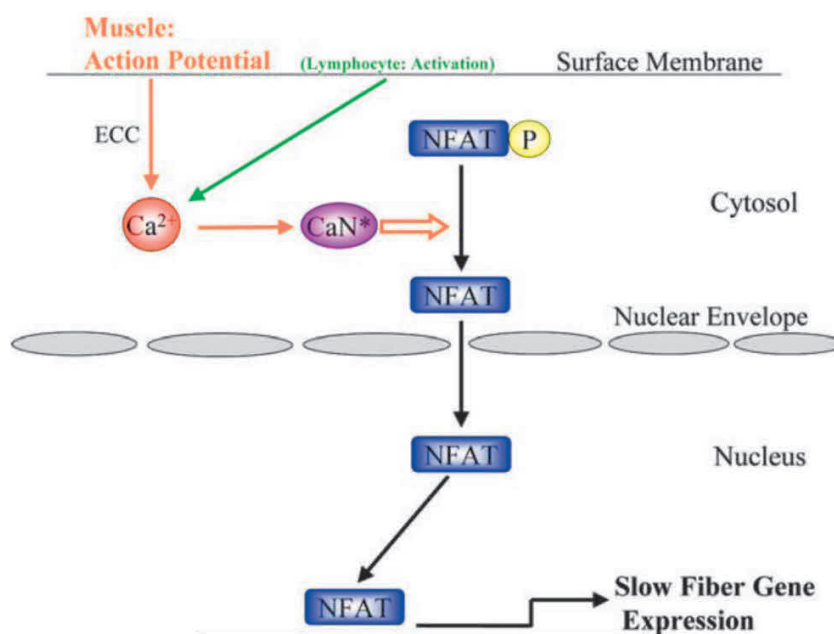 Muscle:
Action Potential
(Lymphocyte: Activation)
Surface Membrane
ECC
NFAT
P
Ca²⁺
CaN*
Cytosol
NFAT
Nuclear Envelope
NFAT
Nucleus
NFAT
Slow Fiber Gene
Expression